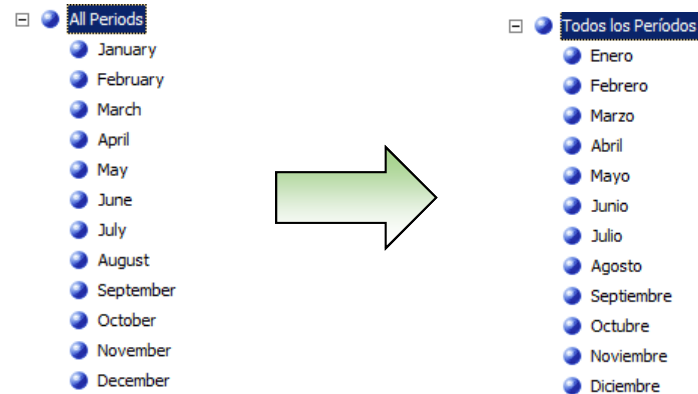 All Periods
January
February
March
April
May
June
July
August
September
October
November
December
Todos los Períodos
Enero
Febrero
Marzo
Abril
Mayo
Junio
Julio
Agosto
Septiembre
Octubre
Noviembre
Diciembre